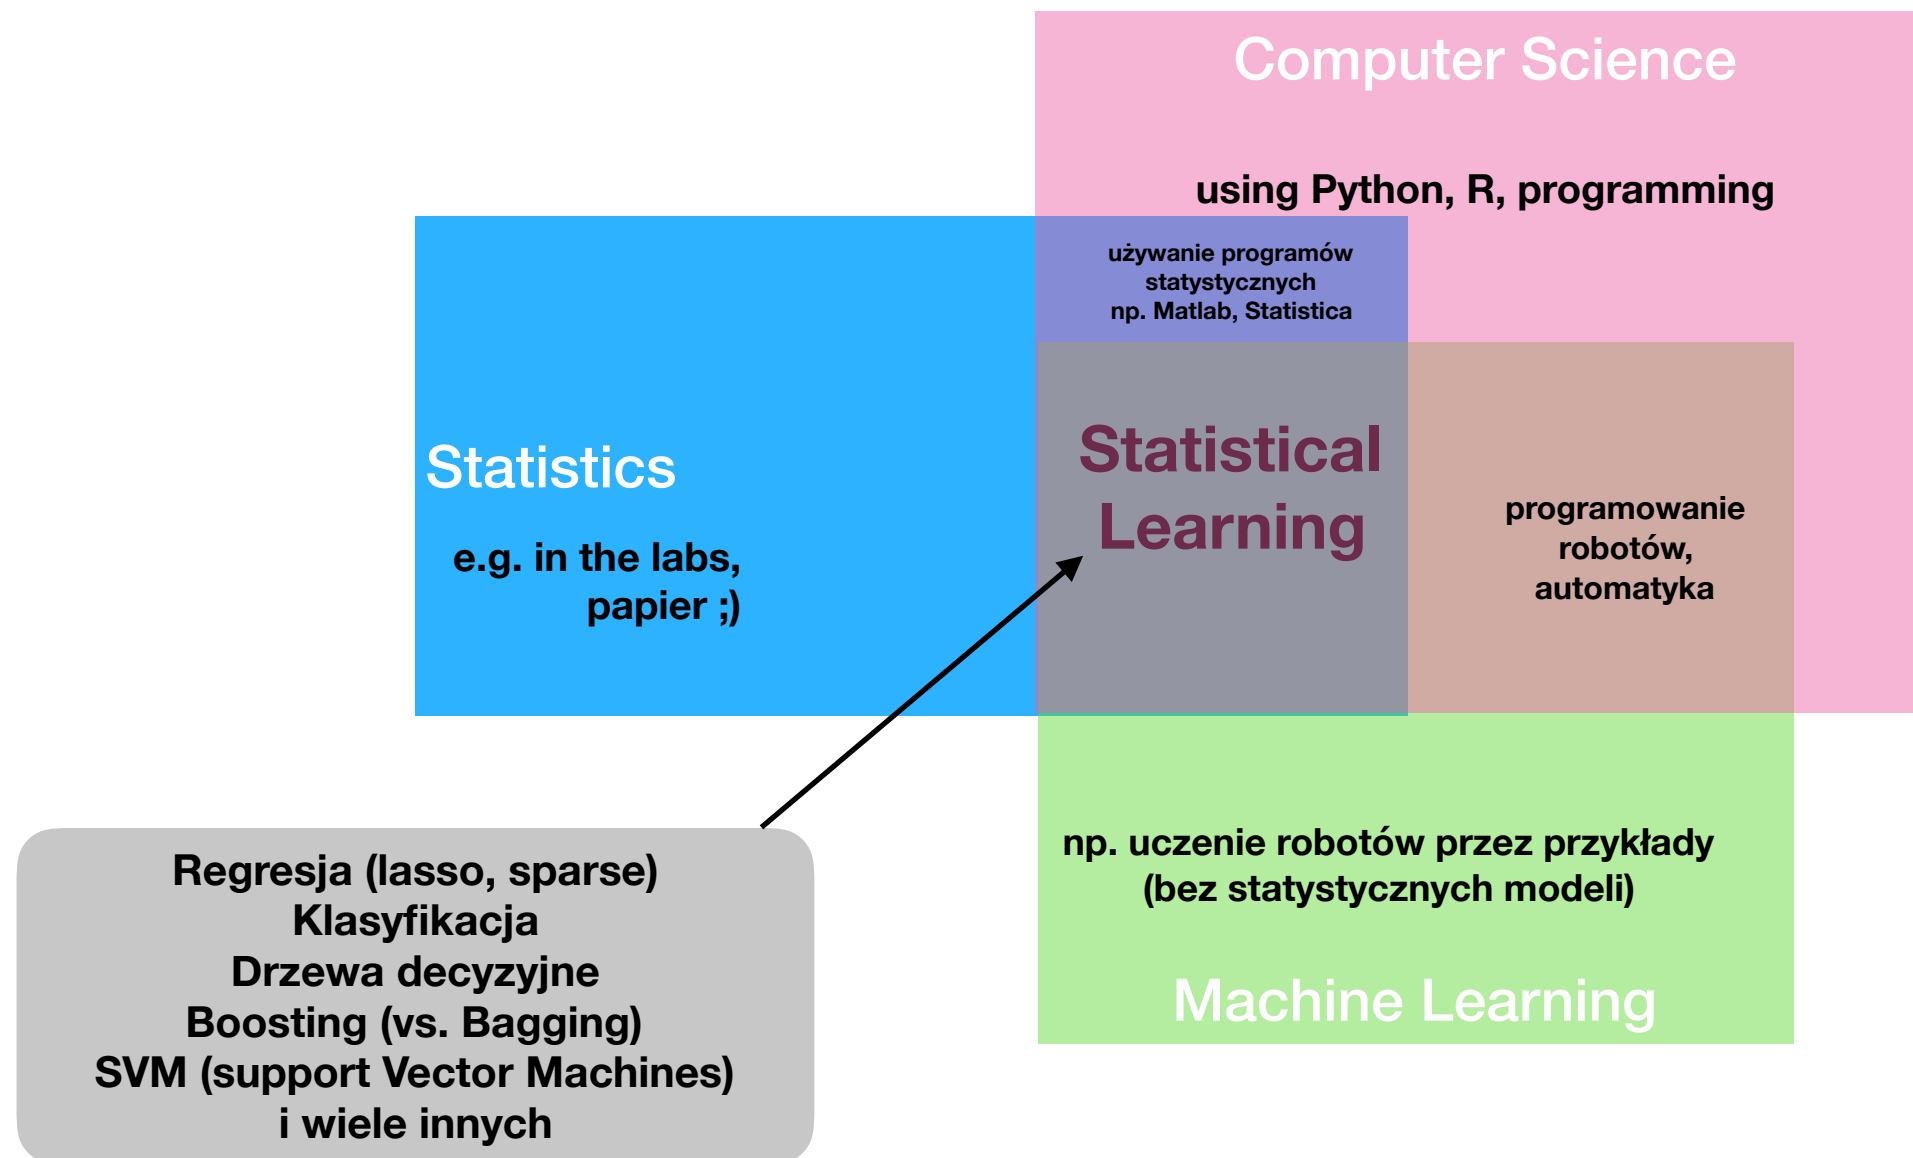 Computer Science
using Python, R, programming
używanie programów
statystycznych
np. Matlab, Statistica
Statistics
e.g. in the labs,
papier ;)
Statistical
Learning
programowanie
robotów,
automatyka
Regresja (lasso, sparse)
Klasyfikacja
Drzewa decyzyjne
Boosting (vs. Bagging)
SVM (support Vector Machines)
i wiele innych
np. uczenie robotów przez przykłady
(bez statystycznych modeli)
Machine Learning